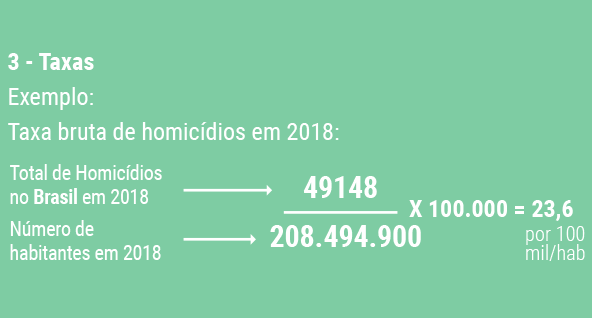 3 - Taxas
Exemplo:
Taxa bruta de homicídios em 2018:
Total de Homicídios
no Brasil em 2018
49148
Número de
habitantes em 2018
208.494.900
X 100.000 = 23,6
por 100
mil/hab